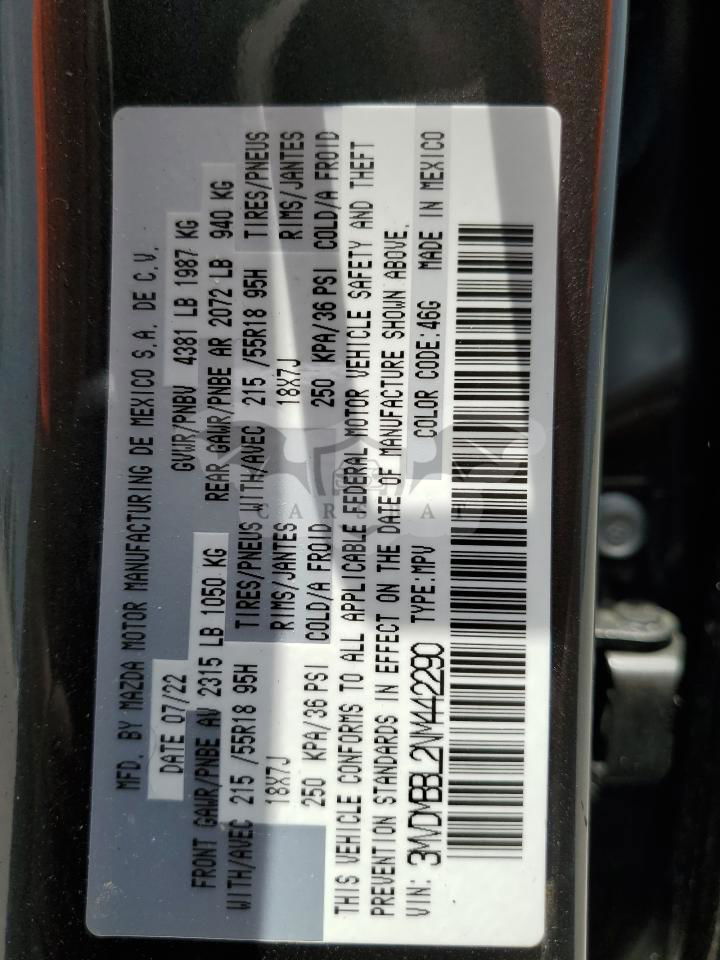 MFD. BY MAZDA MOTOR MANUFACTURING DE MEXICO S.A. DE C.V.
DATE 07/22 GVWR/PNBV 4381 LB 1987 KG
FRONT GAWR/PNBE AV 2315 LB 1050 KG REAR GAWR/PNBE AR 2072 LB 940 KG
WITH/AVEC 215 /55R18 95H TIRES/PNEUS WITH/AVEC 215 /55R18 95H TIRES/PNEUS
18X7J RIMS/JANTES 18X7J RIMS/JANTES
250 KPA/36 PSI COLD/A FROID 250 KPA/36 PSI COLD/A FROID
THIS VEHICLE CONFORMS TO ALL APPLICABLE FEDERAL MOTOR VEHICLE SAFETY AND THEFT
PREVENTION STANDARDS IN EFFECT ON THE DATE OF MANUFACTURE SHOWN ABOVE.
VIN: 3MVDMBBL2NM442290 TYPE:MPV COLOR CODE:46G MADE IN MEXICO